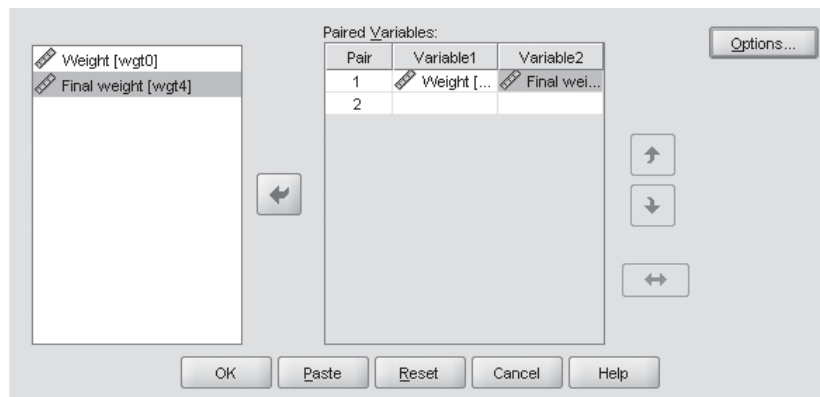 Paired Variables:
Options...
Weight [wgt0]
Final weight [wgt4]
Pair Variable1 Variable2
1 Weight [... Final wei...
2
OK Paste Reset Cancel Help